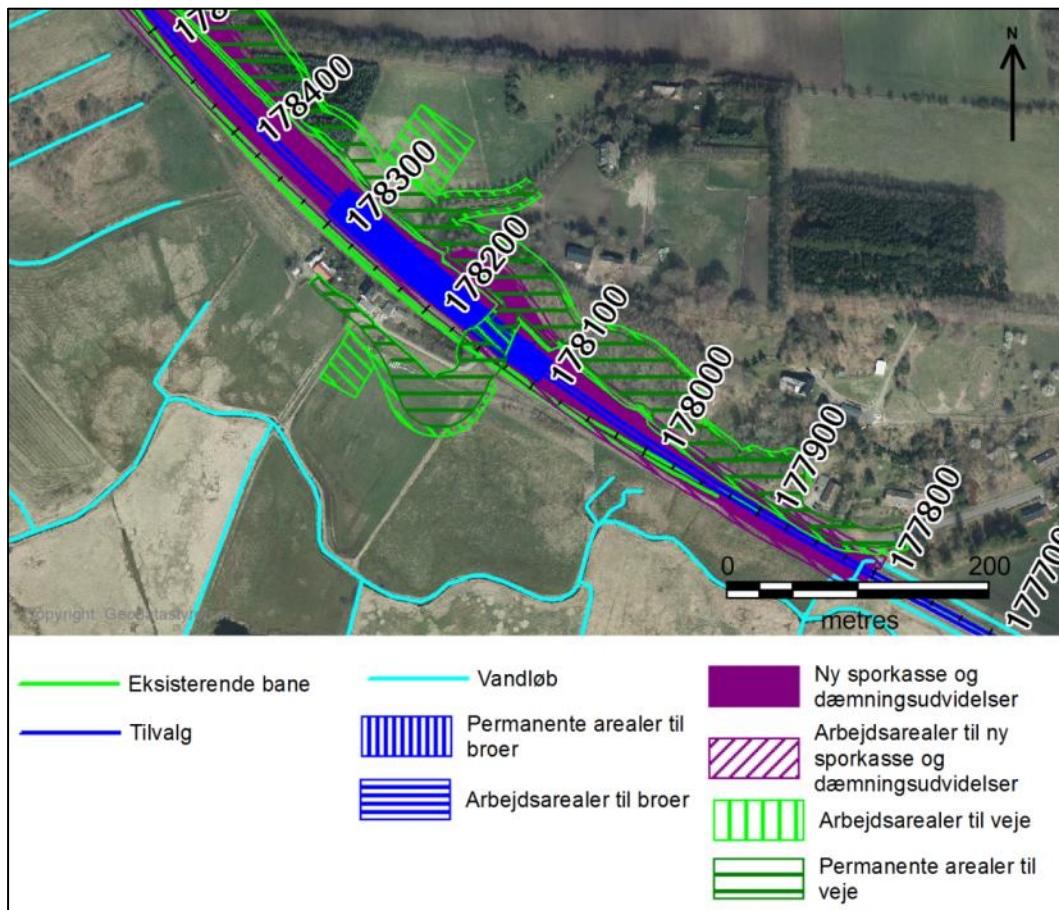 N
178400
178300
178200
178100
178000
177900
177800
177700
0
200
metres
Eksisterende bane
Tilvalg
Vandløb
Permanente arealer til
broer
Arbejdsarealer til broer
Ny sporkasse og
dæmningsudvidelser
Arbejdsarealer til ny
sporkasse og
dæmningsudvidelser
Arbejdsarealer til veje
Permanente arealer til
veje